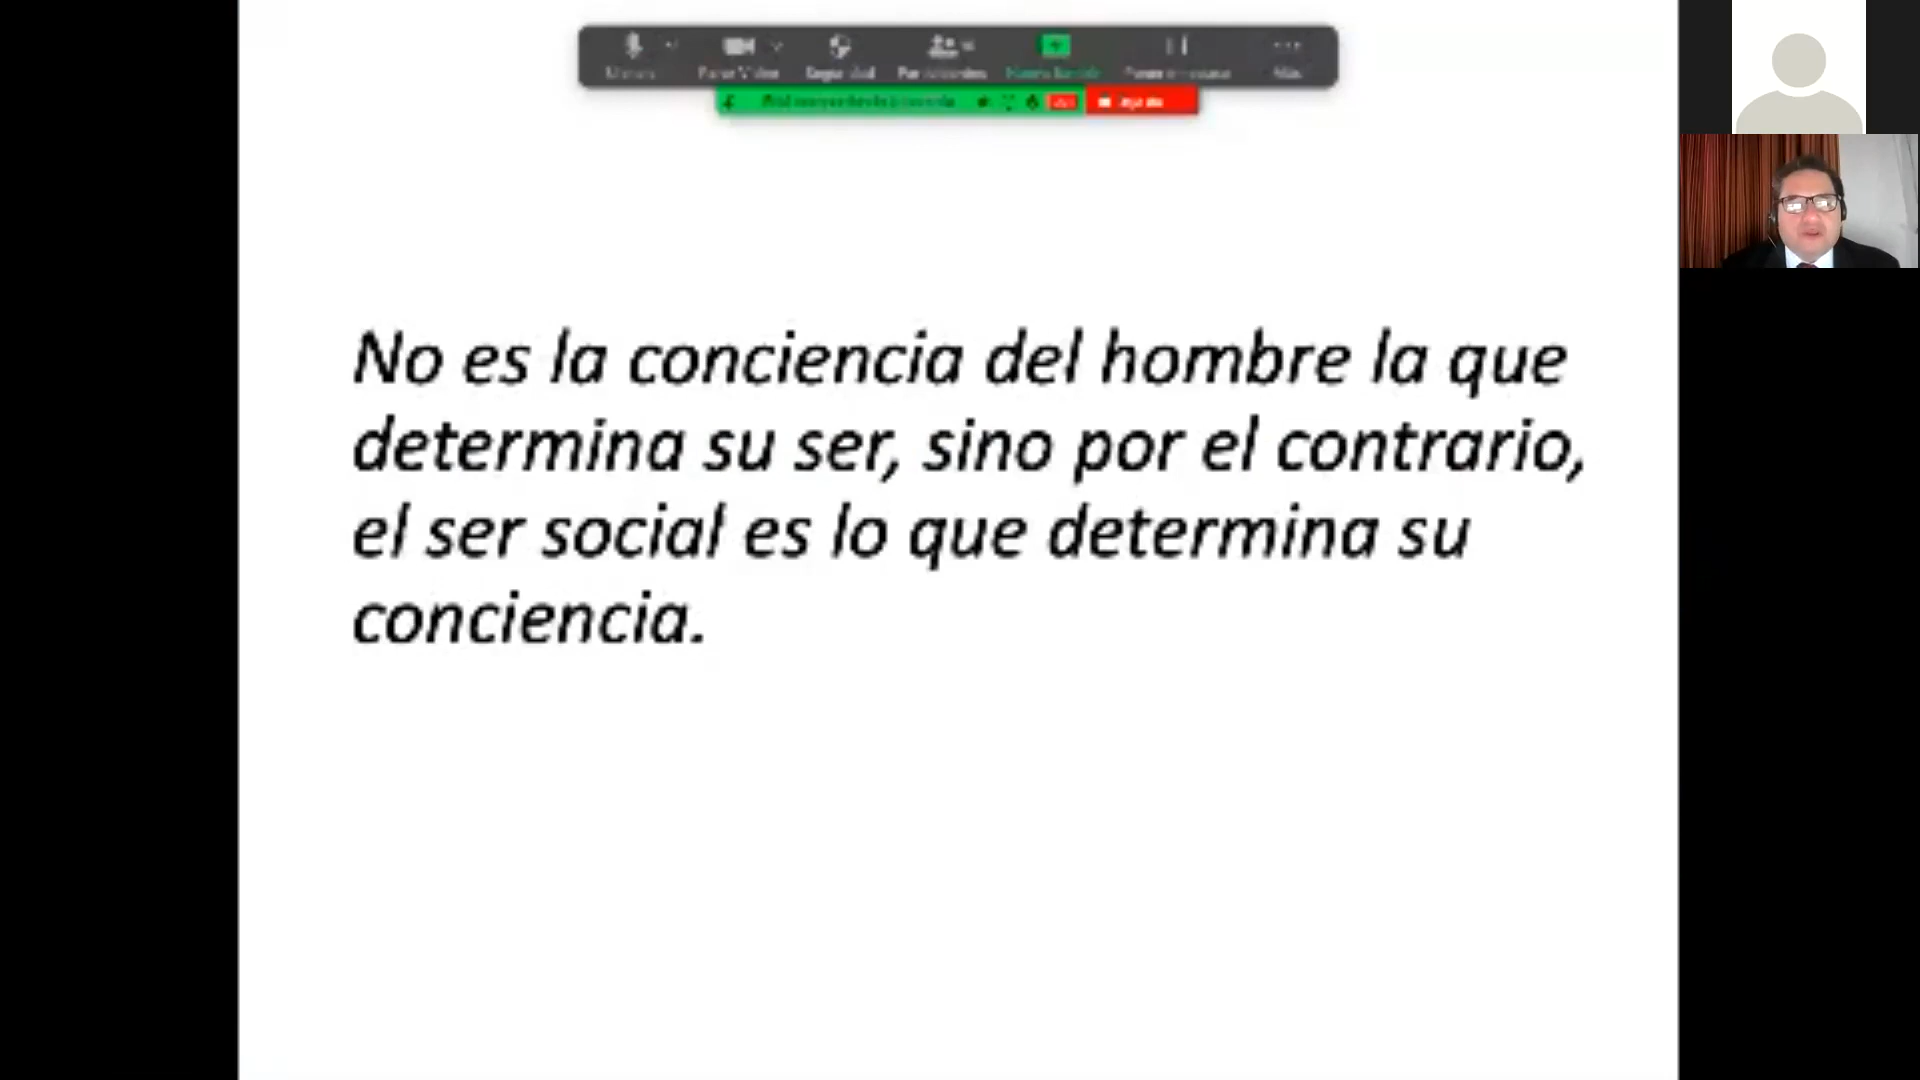 No es la conciencia del hombre la que
determina su ser, sino por el contrario,
el ser social es lo que determina su
conciencia.